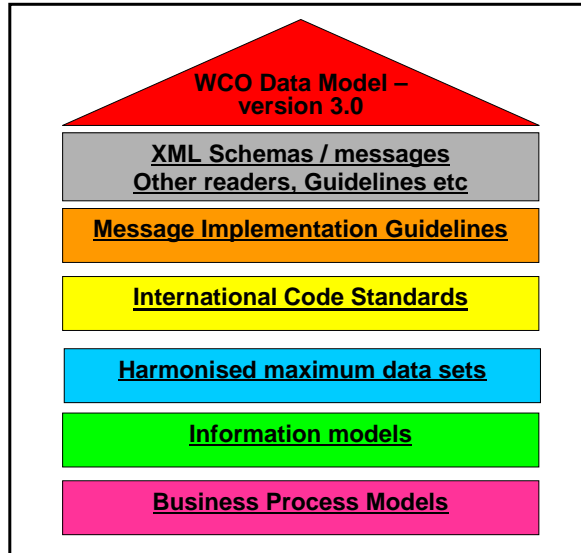 WCO Data Model –
version 3.0
XML Schemas / messages
Other readers, Guidelines etc
Message Implementation Guidelines
International Code Standards
Harmonised maximum data sets
Information models
Business Process Models